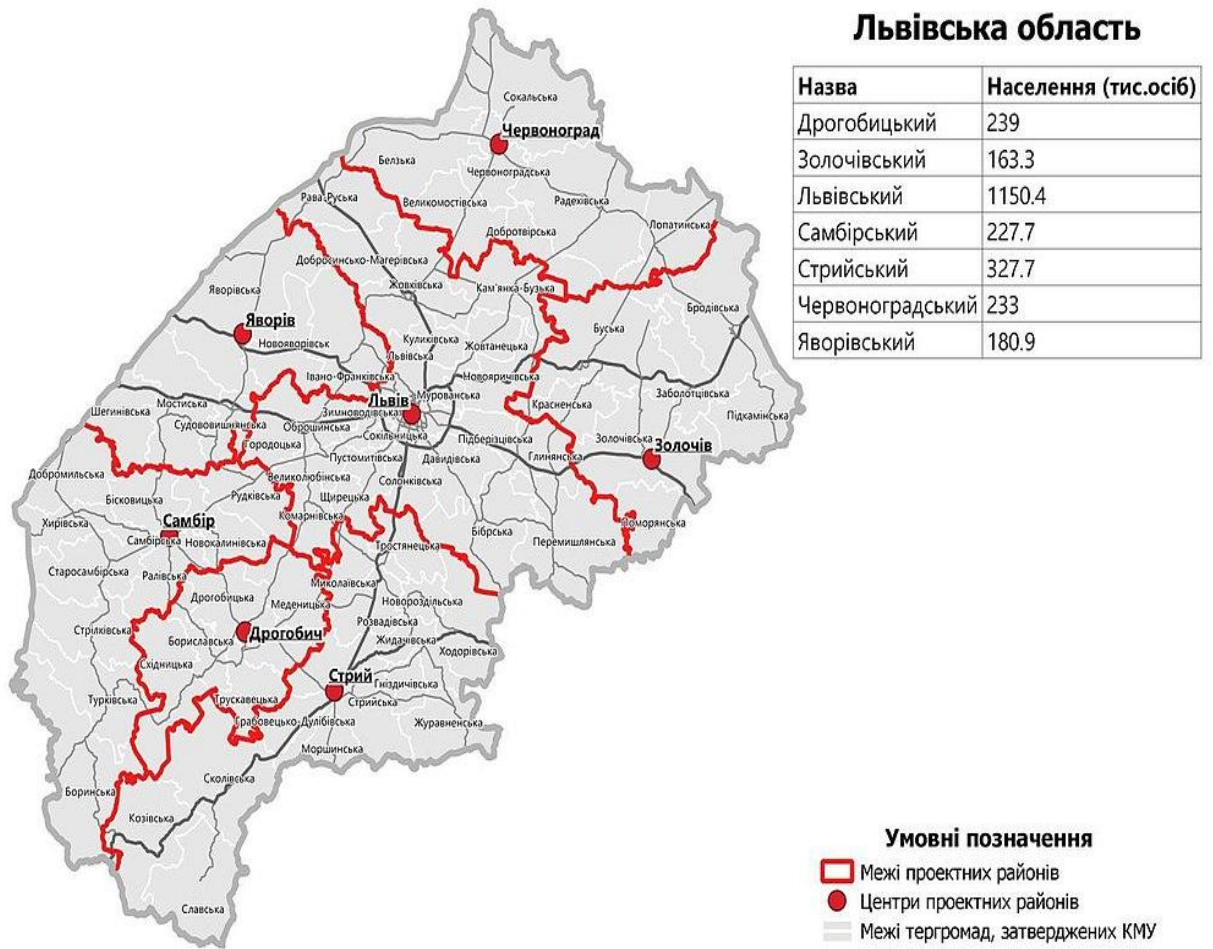 Львівська область
Назва Населення (тис.осіб)
Дрогобицький 239
Золочівський 163.3
Львівський 1150.4
Самбірський 227.7
Стрийський 327.7
Червоноградський 233
Яворівський 180.9
Сокальська
Червоноград
Белзька
Червоноградська
Рава-Руська
Великомостівська
Радехівська
Лопатинська
Добротвірська
Добросинсько-Магерівська
Жовківська
Кам'янка-Бузька
Яворівська
Бродівська
Яворів
Буська
Новояворівськ
Куликівська
Жовтанецька
Львівська
Івано-Франківська
Новояричівська
Заболотцівська
Мостиська
Львів
Мурованська
Красненська
Шегинівська
Зимноводівська
Підкамінська
Судововишнянська
Оброшинська
Городоцька
Сокільницька
Підберізцівська
Золочівська
Золочів
Пустомитівська
Давидівська
Глинянська
Добромильська
Великолюбінська
Солонківська
Бісковицька
Рудківська
Щирецька
Хирівська
Самбір
Комарнівська
Поморянська
Самбірська
Новокалинівська
Бібрська
Перемишлянська
Тростянецька
Старосамбірська
Ралівська
Миколаївська
Дрогобицька
Меденицька
Новороздільська
Розвадівська
Стрілківська
Бориславська
Дрогобич
Жидачівська
Ходорівська
Східницька
Стрий
Гніздичівська
Турківська
Трускавецька
Стрийська
Грабовецько-Дулібівська
Журавненська
Моршинська
Сколівська
Боринська
Козівська
Славська
Умовні позначення
Межі проектних районів
Центри проектних районів
Межі тергромад, затверджених КМУ